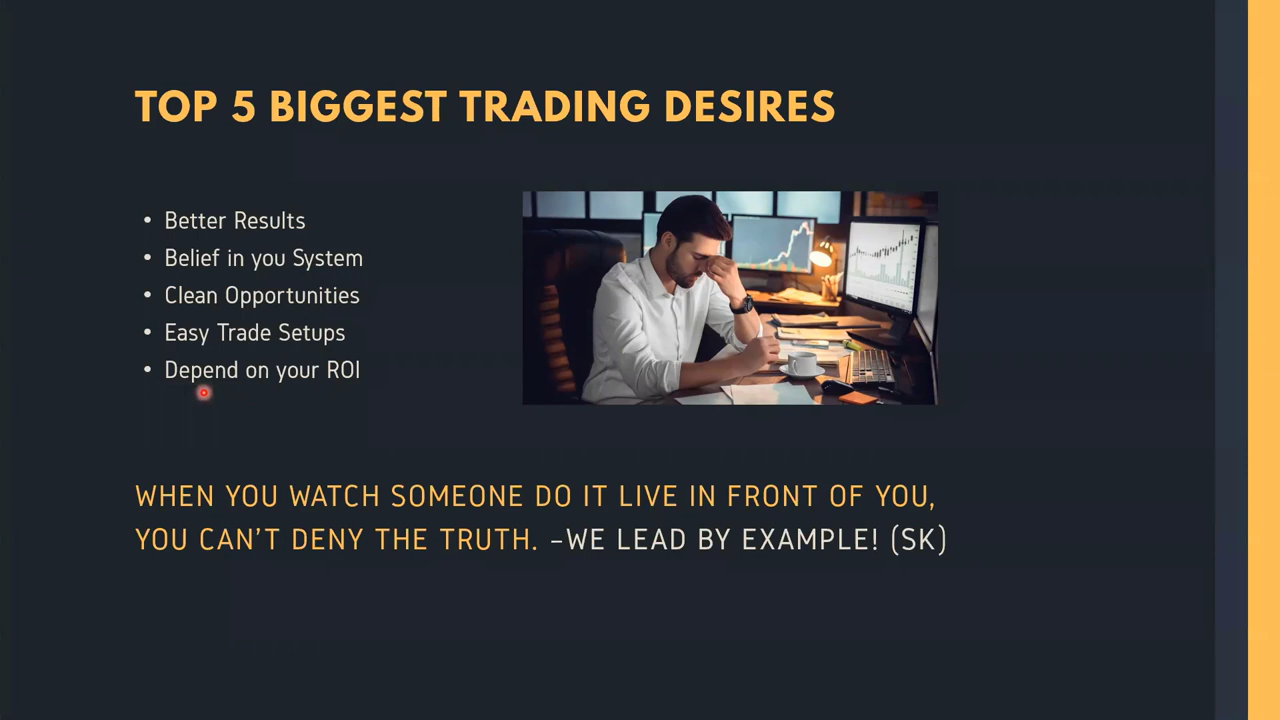 TOP 5 BIGGEST TRADING DESIRES
• Better Results
• Belief in you System
• Clean Opportunities
• Easy Trade Setups
• Depend on your ROI
WHEN YOU WATCH SOMEONE DO IT LIVE IN FRONT OF YOU,
YOU CAN’T DENY THE TRUTH. –WE LEAD BY EXAMPLE! (SK)